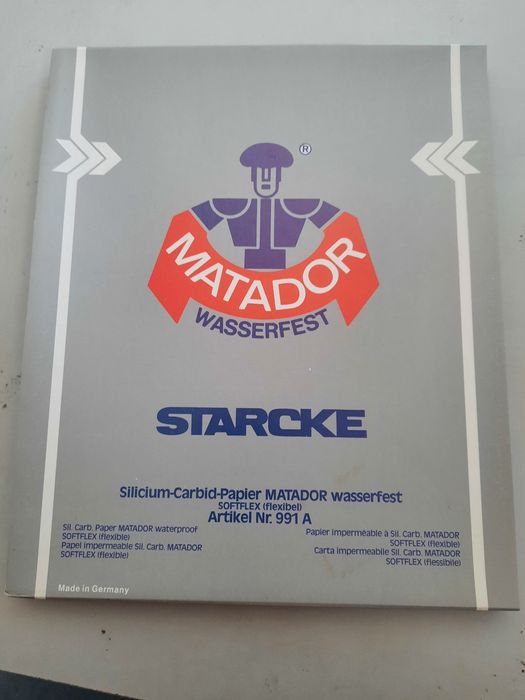 ®
MATADOR
WASSERFEST
STARCKE
Silicium-Carbid-Papier MATADOR wasserfest
SOFTFLEX (flexibel)
Artikel Nr. 991 A
Sil. Carb. Paper MATADOR waterproof
SOFTFLEX (flexible)
Papel impermeable Sil. Carb. MATADOR
SOFTFLEX (flexible)
Papier imperméable à Sil. Carb. MATADOR
SOFTFLEX (flexible)
Carta impermeabile Sil. Carb. MATADOR
SOFTFLEX (flessibile)
Made in Germany